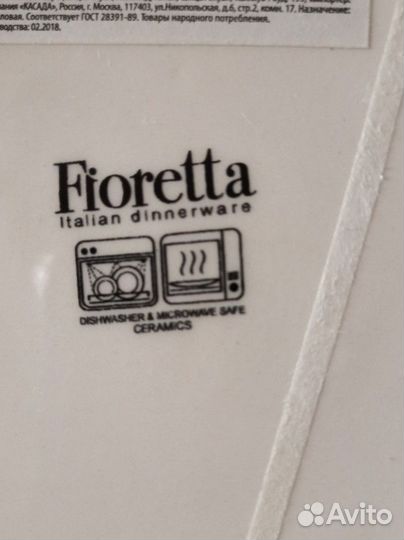 вания «КАСАДА», Россия, г. Москва, 117403, ул.Никопольская, д.6, стр.2, комн. 17, Назначение:
ловая. Соответствует ГОСТ 28391-89. Товары народного потребления.
водства: 02.2018.
Fioretta
Italian dinnerware
DISHWASHER & MICROWAVE SAFE
CERAMICS
Avito